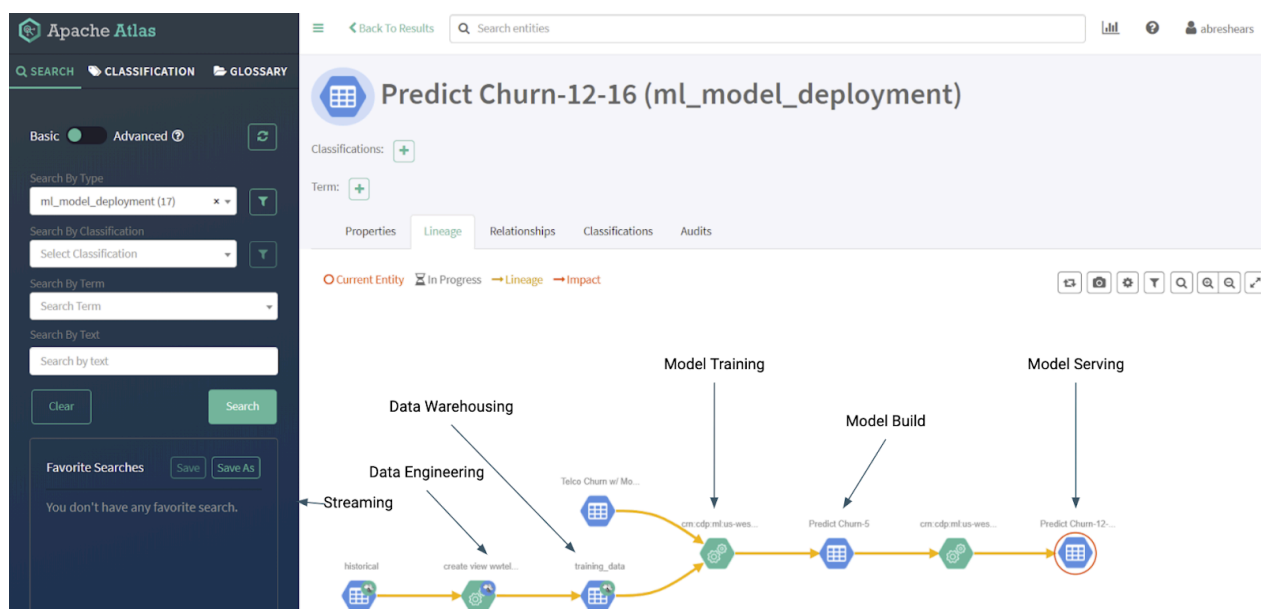 Apache Atlas
SEARCH
CLASSIFICATION
GLOSSARY
Basic
Advanced
Search By Type
ml_model_deployment (17)
Search By Classification
Select Classification
Search By Term
Search Term
Search By Text
Search by text
Clear
Search
Favorite Searches
Save
Save As
You don't have any favorite search.
Back To Results
Search entities
abreshears
Predict Churn-12-16 (ml_model_deployment)
Classifications:
Term:
Properties
Lineage
Relationships
Classifications
Audits
Current Entity
In Progress
Lineage
Impact
Model Training
Model Serving
Data Warehousing
Model Build
Data Engineering
Streaming
Telco Churn w/ Mo...
cm:cdp:ml:us-wes...
Predict Churn-5
cm:cdp:ml:us-wes...
Predict Churn-12-...
historical
create view wwtel...
training_data